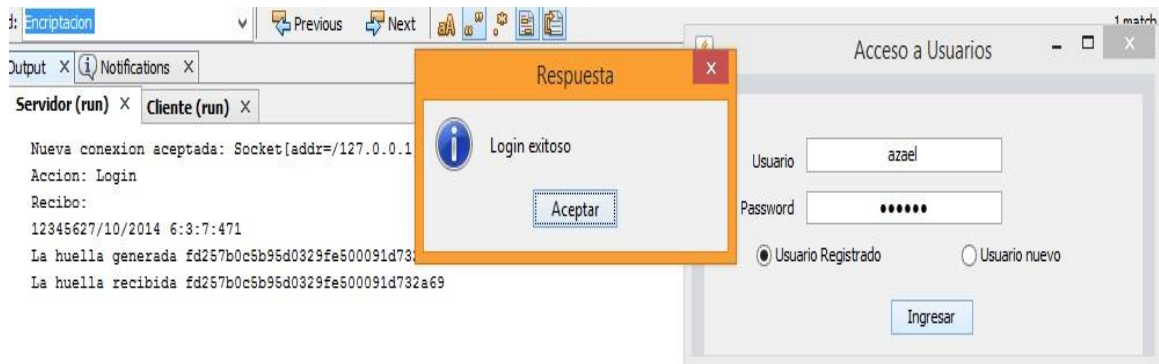 d: Encriptacion Previous Next 1 match
Output Notifications
Servidor (run) Cliente (run)
Nueva conexion aceptada: Socket[addr=/127.0.0.1
Accion: Login
Recibo:
12345627/10/2014 6:3:7:471
La huella generada fd257b0c5b95d0329fe500091d732
La huella recibida fd257b0c5b95d0329fe500091d732a69
Respuesta
Login exitoso
Aceptar
Acceso a Usuarios
Usuario azael
Password ••••••
Usuario Registrado Usuario nuevo
Ingresar